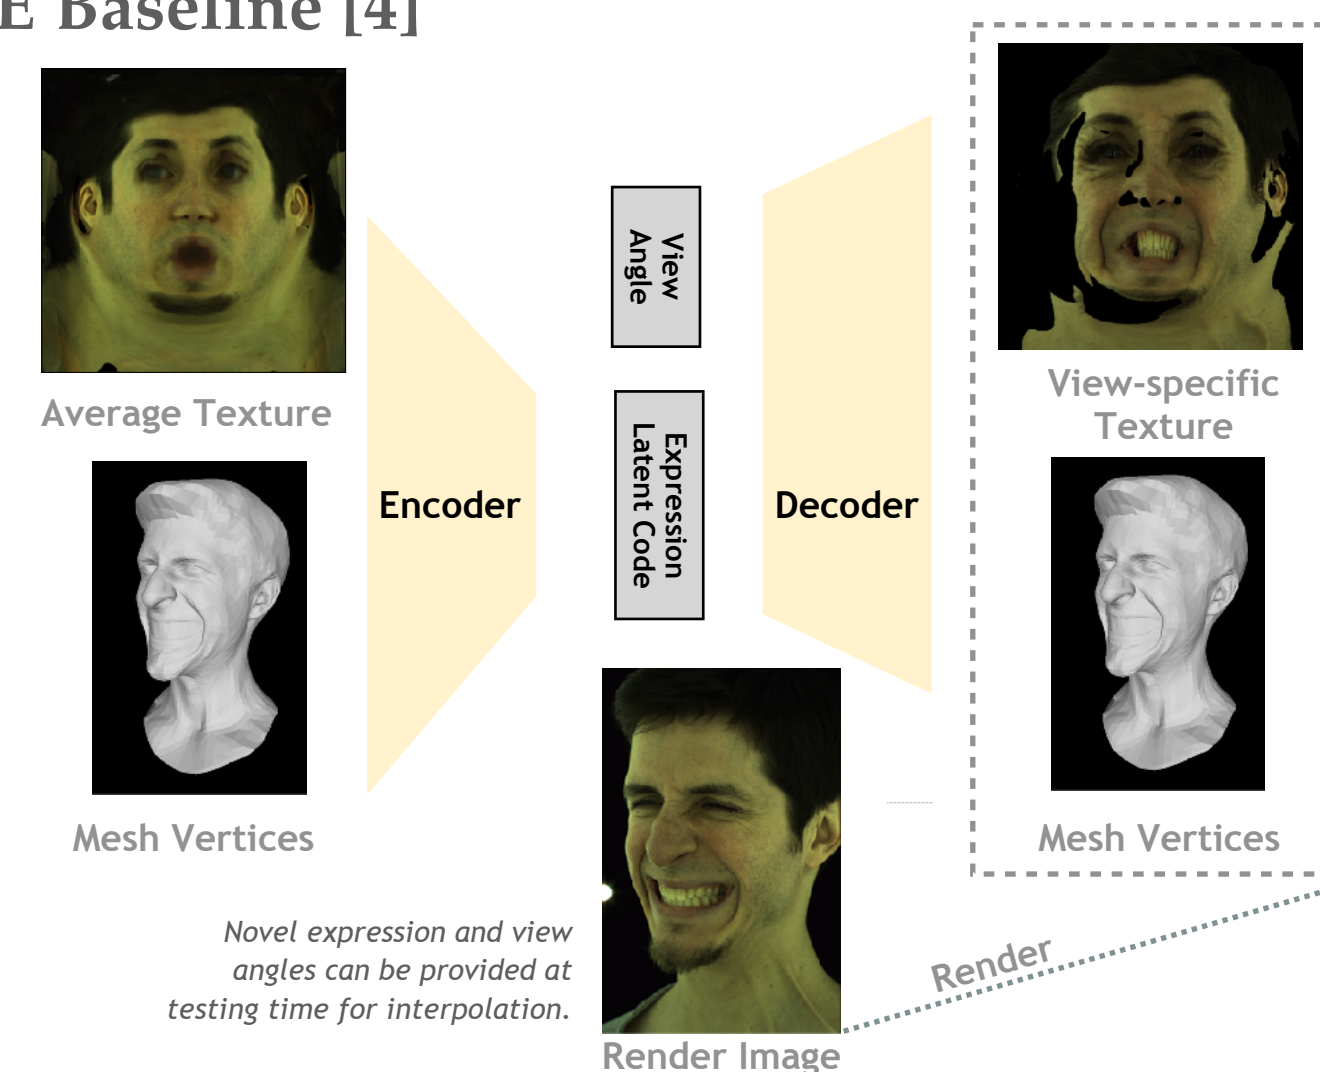 E Baseline [4]
View
Angle
Average Texture
View-specific
Texture
Expression
Latent Code
Encoder
Decoder
Mesh Vertices
Mesh Vertices
Novel expression and view
angles can be provided at
testing time for interpolation.
Render
Render Image